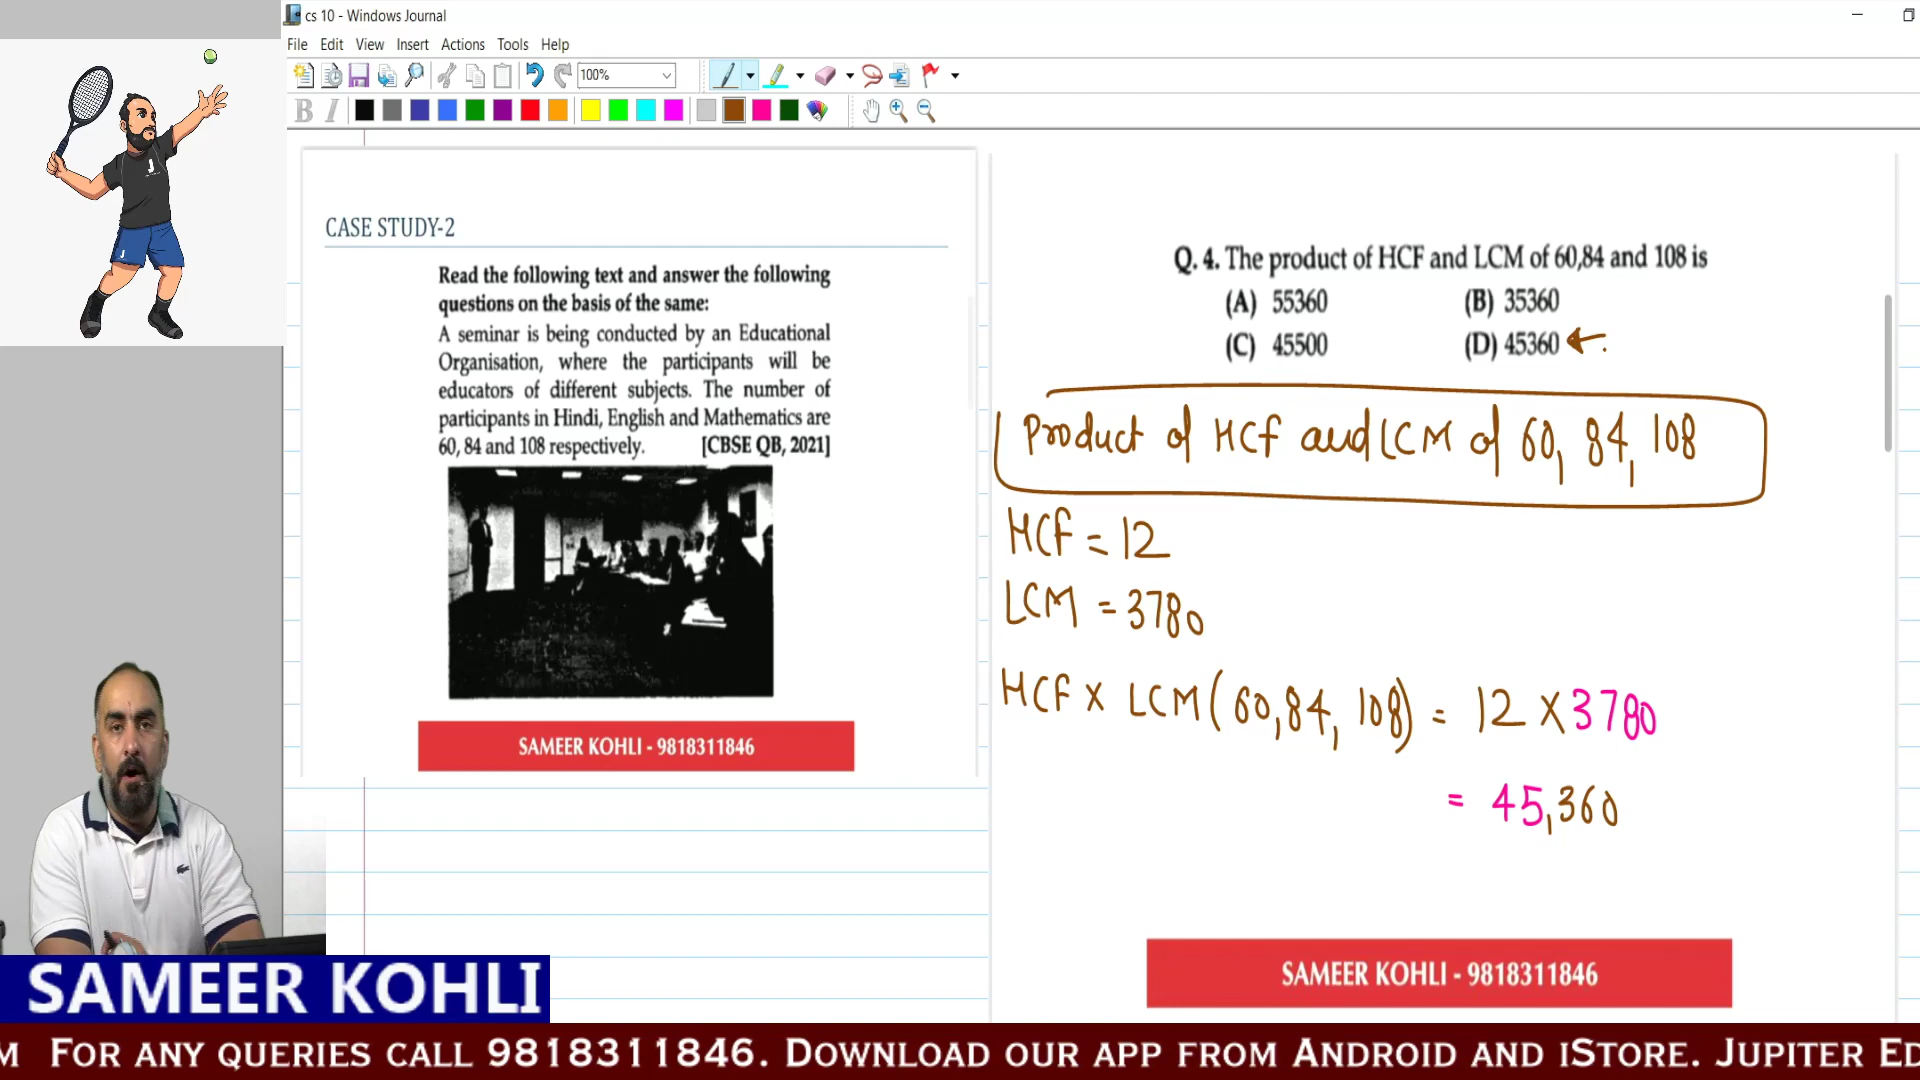 cs 10 - Windows Journal
File Edit View Insert Actions Tools Help
100%
B I
CASE STUDY-2
Read the following text and answer the following
questions on the basis of the same:
A seminar is being conducted by an Educational
Organisation, where the participants will be
educators of different subjects. The number of
participants in Hindi, English and Mathematics are
60, 84 and 108 respectively. [CBSE QB, 2021]
SAMEER KOHLI - 9818311846
Q. 4. The product of HCF and LCM of 60,84 and 108 is
(A) 55360 (B) 35360
(C) 45500 (D) 45360
Product of HCF and LCM of 60, 84, 108
HCF = 12
LCM = 3780
HCF X LCM (60,84, 108) = 12 X 3780
= 45,360
SAMEER KOHLI - 9818311846
SAMEER KOHLI
M FOR ANY QUERIES CALL 9818311846. DOWNLOAD OUR APP FROM ANDROID AND ISTORE. JUPITER ED